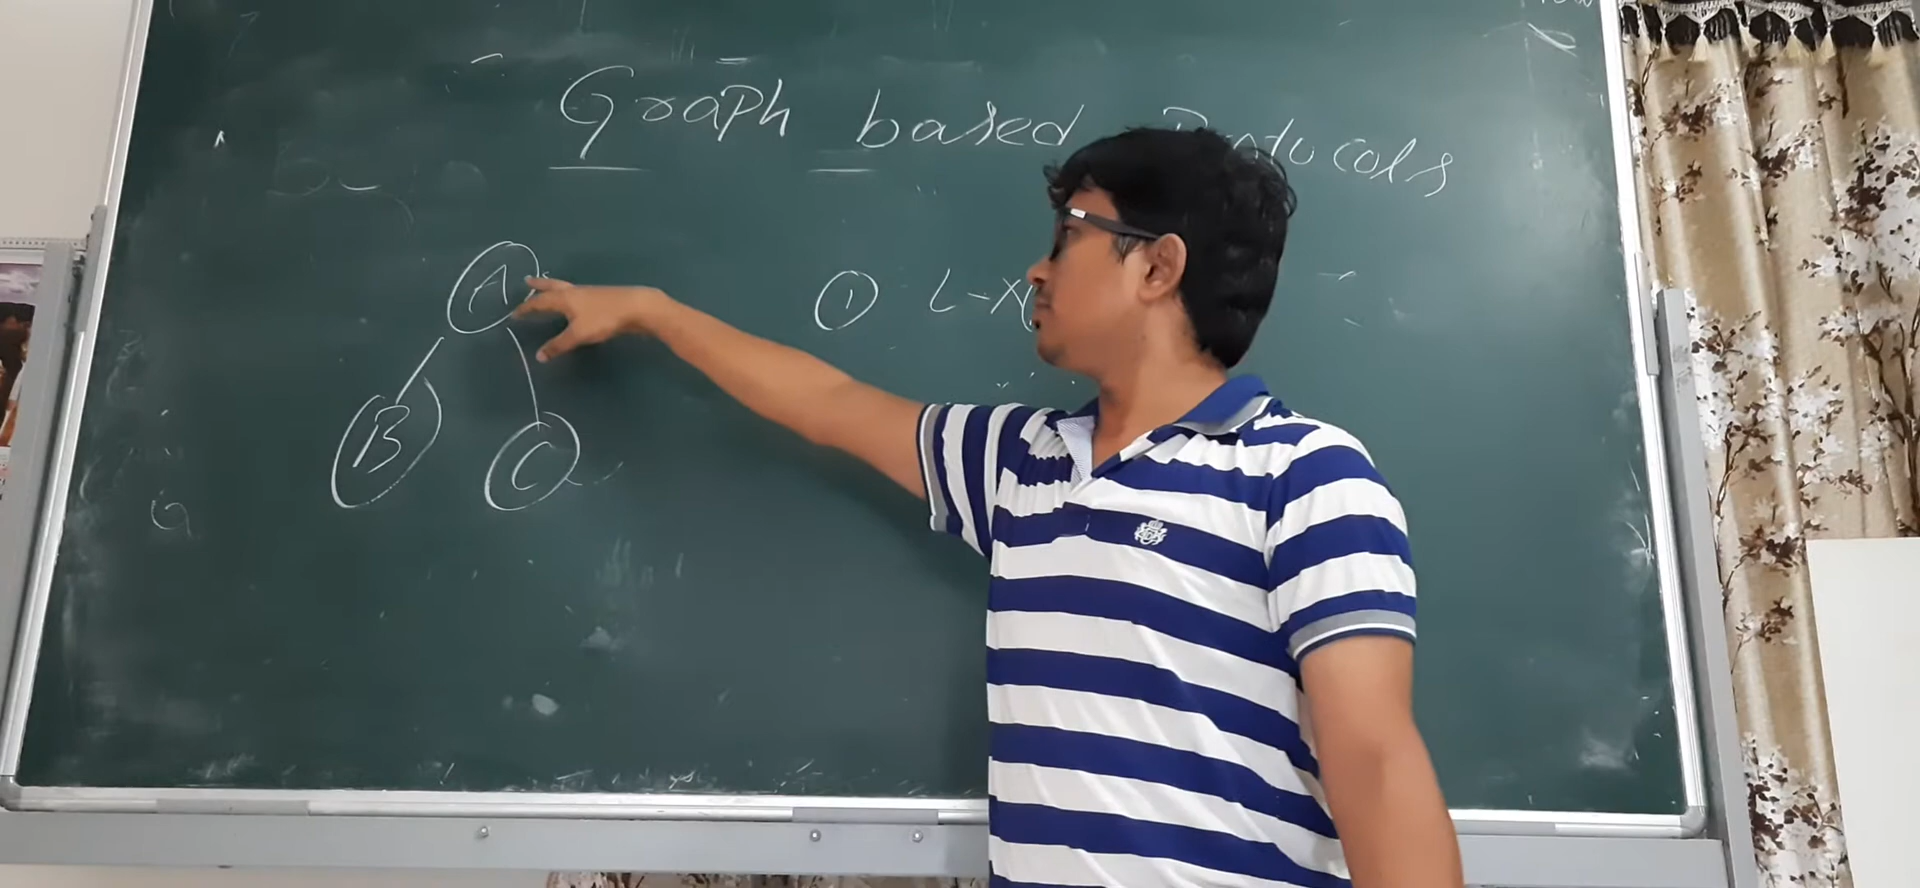 Graph based Protocols
A
① L-X(
B
C